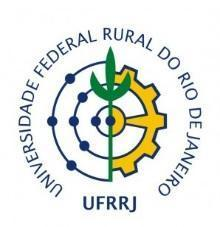 UNIVERSIDADE FEDERAL RURAL DO RIO DE JANEIRO
UFRRJ